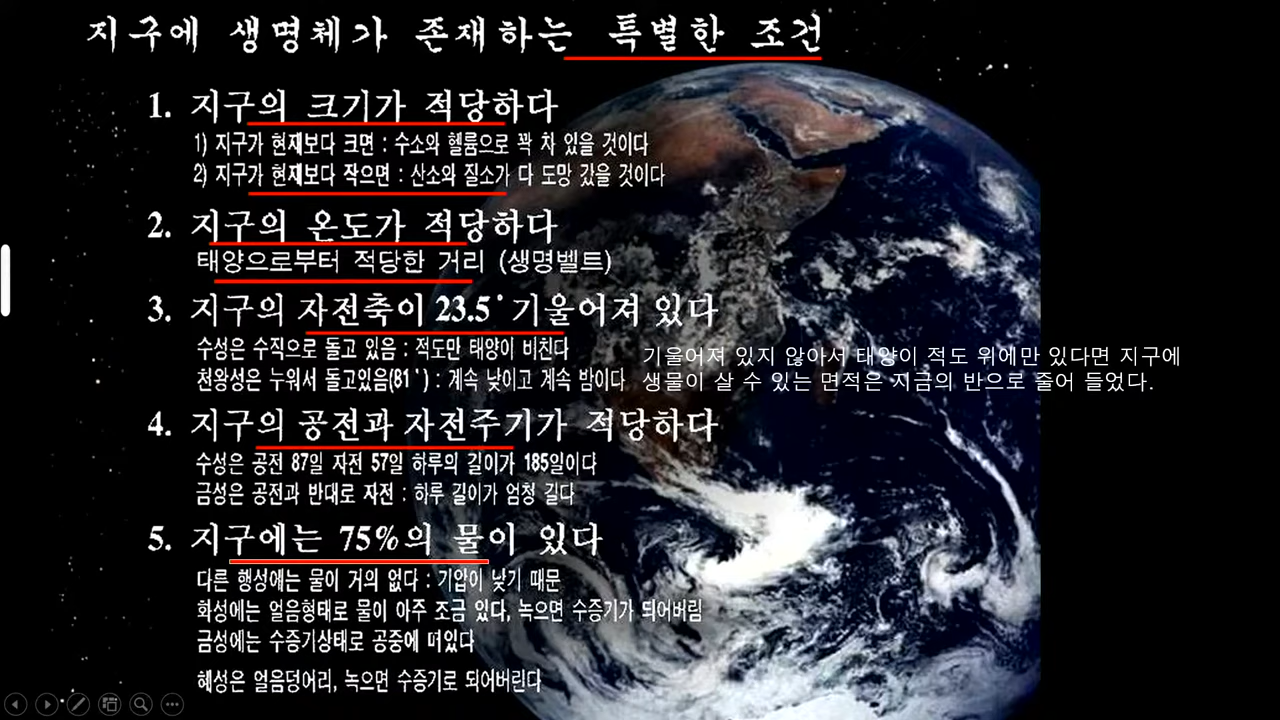 지구에 생명체가 존재하는 특별한 조건
1. 지구의 크기가 적당하다
1) 지구가 현재보다 크면 : 수소와 헬륨으로 꽉 차 있을 것이다
2) 지구가 현재보다 작으면 : 산소와 질소가 다 도망 갔을 것이다
2. 지구의 온도가 적당하다
태양으로부터 적당한 거리 (생명벨트)
3. 지구의 자전축이 23.5˚기울어져 있다
수성은 수직으로 돌고 있음 : 적도만 태양이 비친다
천왕성은 누워서 돌고있음(81˚) : 계속 낮이고 계속 밤이다
기울어져 있지 않아서 태양이 적도 위에만 있다면 지구에
생물이 살 수 있는 면적은 지금의 반으로 줄어 들었다.
4. 지구의 공전과 자전주기가 적당하다
수성은 공전 87일 자전 57일 하루의 길이가 185일이다
금성은 공전과 반대로 자전 : 하루 길이가 엄청 길다
5. 지구에는 75%의 물이 있다
다른 행성에는 물이 거의 없다 : 기압이 낮기 때문
화성에는 얼음형태로 물이 아주 조금 있다, 녹으면 수증기가 되어버림
금성에는 수증기상태로 공중에 떠있다
혜성은 얼음덩어리, 녹으면 수증기로 되어버린다